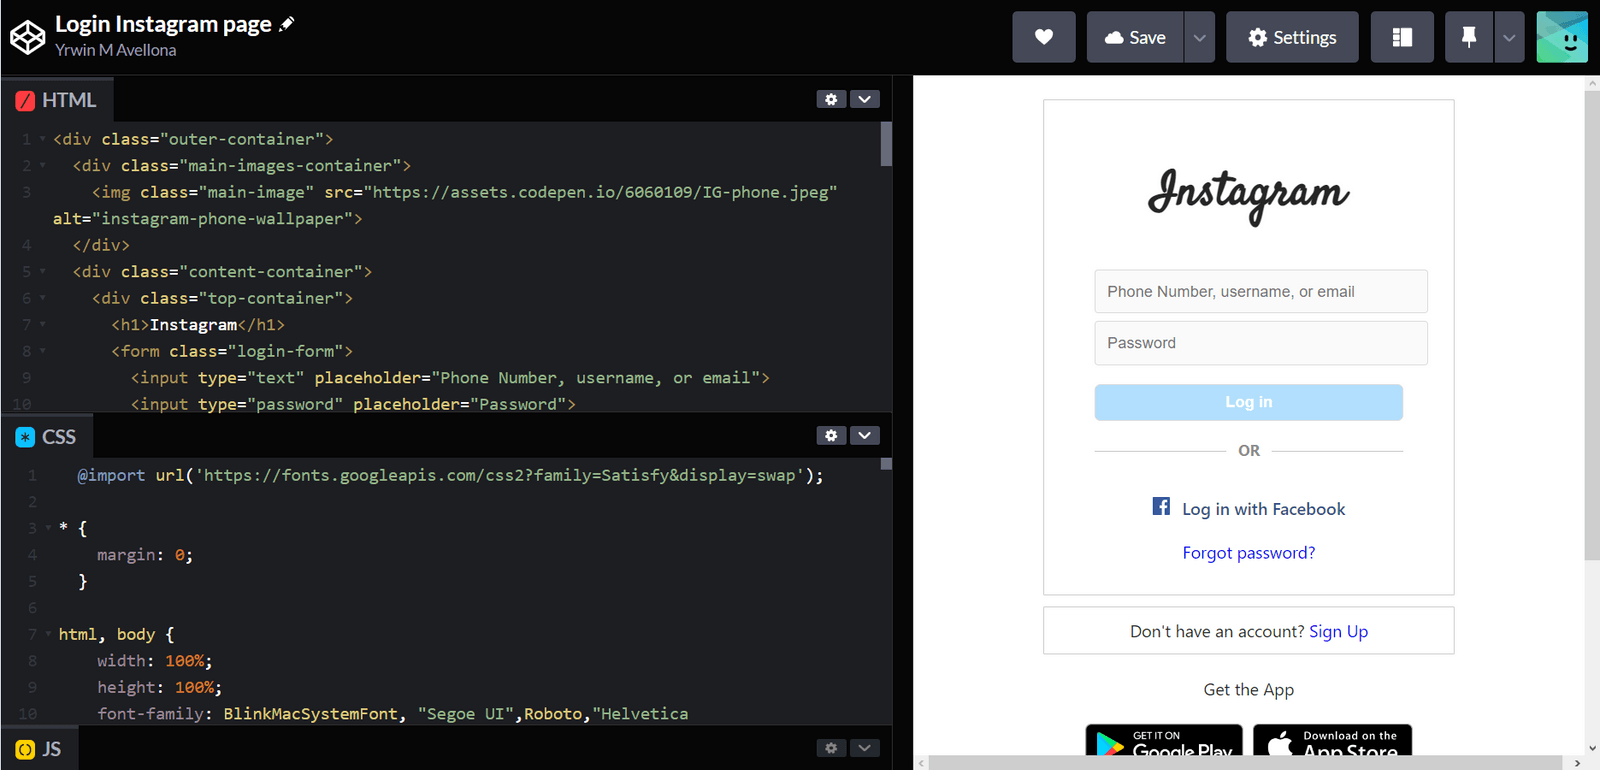 Login Instagram page
Yrwin M Avellona
Save
Settings
HTML
1 <div class="outer-container">
2 <div class="main-images-container">
3 <img class="main-image" src="https://assets.codepen.io/6060109/IG-phone.jpeg"
alt="instagram-phone-wallpaper">
4 </div>
5 <div class="content-container">
6 <div class="top-container">
7 <h1>Instagram</h1>
8 <form class="login-form">
9 <input type="text" placeholder="Phone Number, username, or email">
10 <input type="password" placeholder="Password">
CSS
1 @import url('https://fonts.googleapis.com/css2?family=Satisfy&display=swap');
2
3 * {
4 margin: 0;
5 }
6
7 html, body {
8 width: 100%;
9 height: 100%;
10 font-family: BlinkMacSystemFont, "Segoe UI",Roboto,"Helvetica
JS
Instagram
Phone Number, username, or email
Password
Log in
OR
Log in with Facebook
Forgot password?
Don't have an account? Sign Up
Get the App
GET IT ON
Google Play
Download on the
App Store